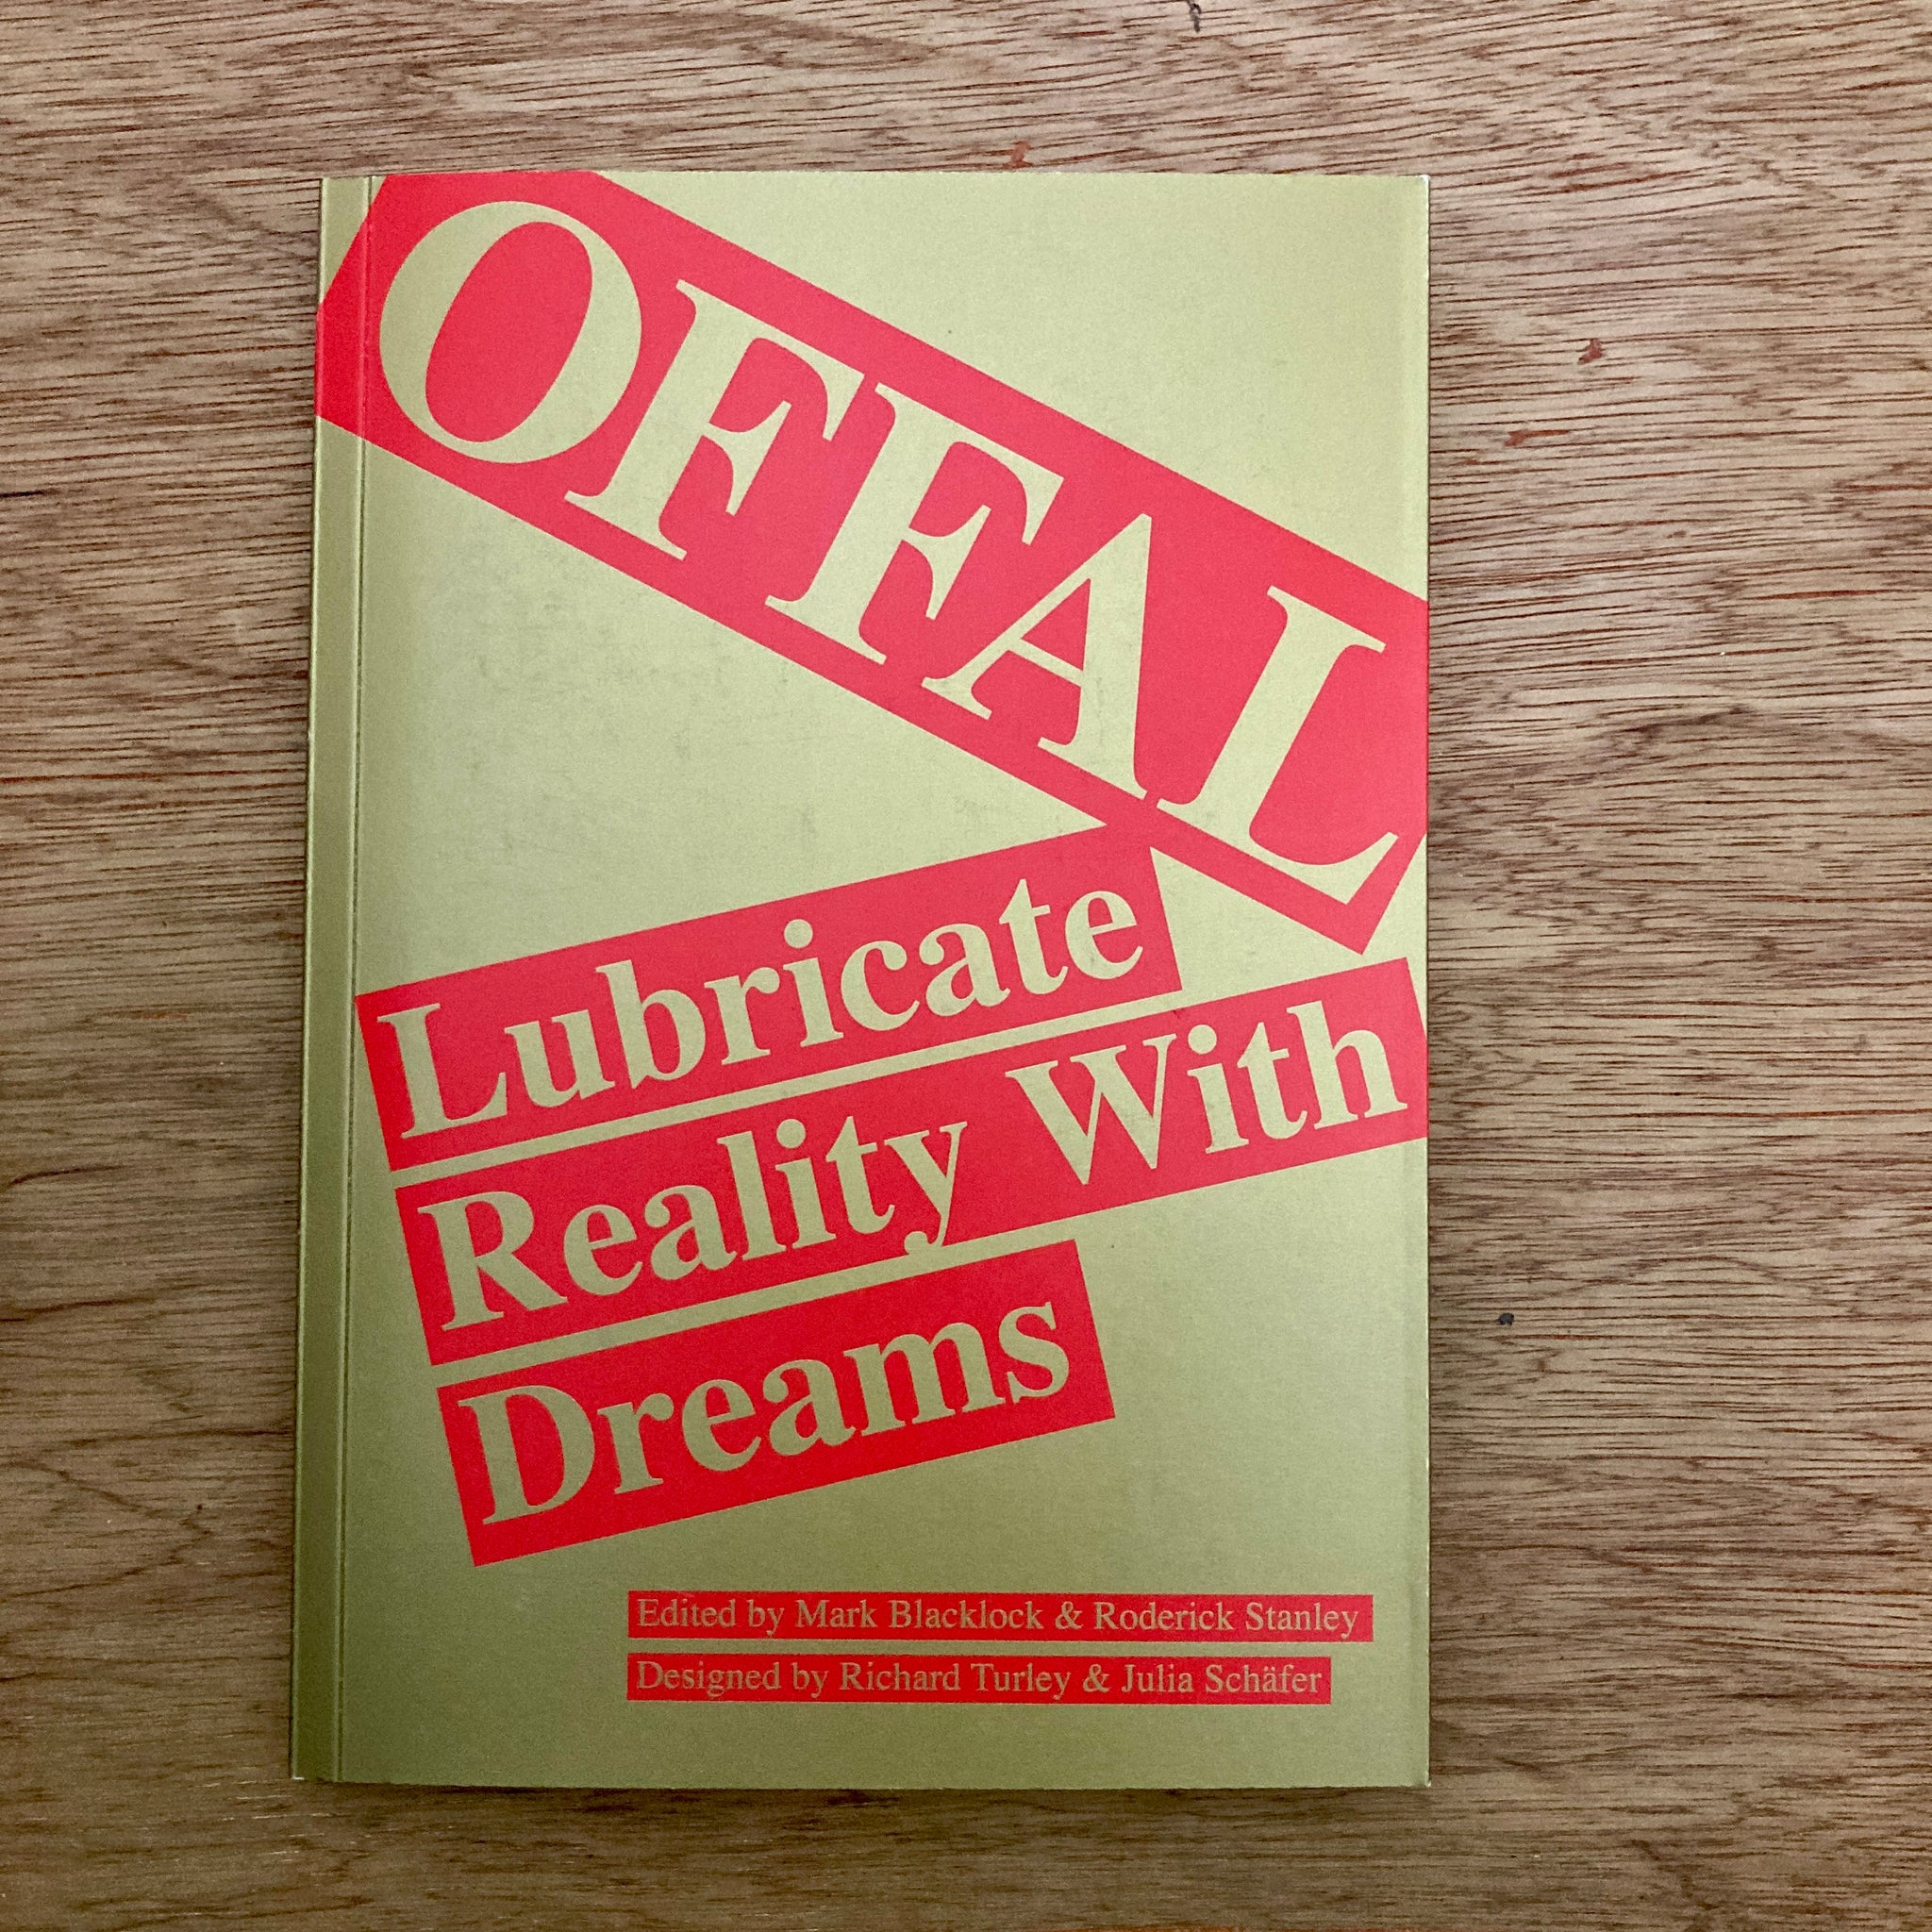 OFFAL
Lubricate
Reality With
Dreams
Edited by Mark Blacklock & Roderick Stanley
Designed by Richard Turley & Julia Schäfer